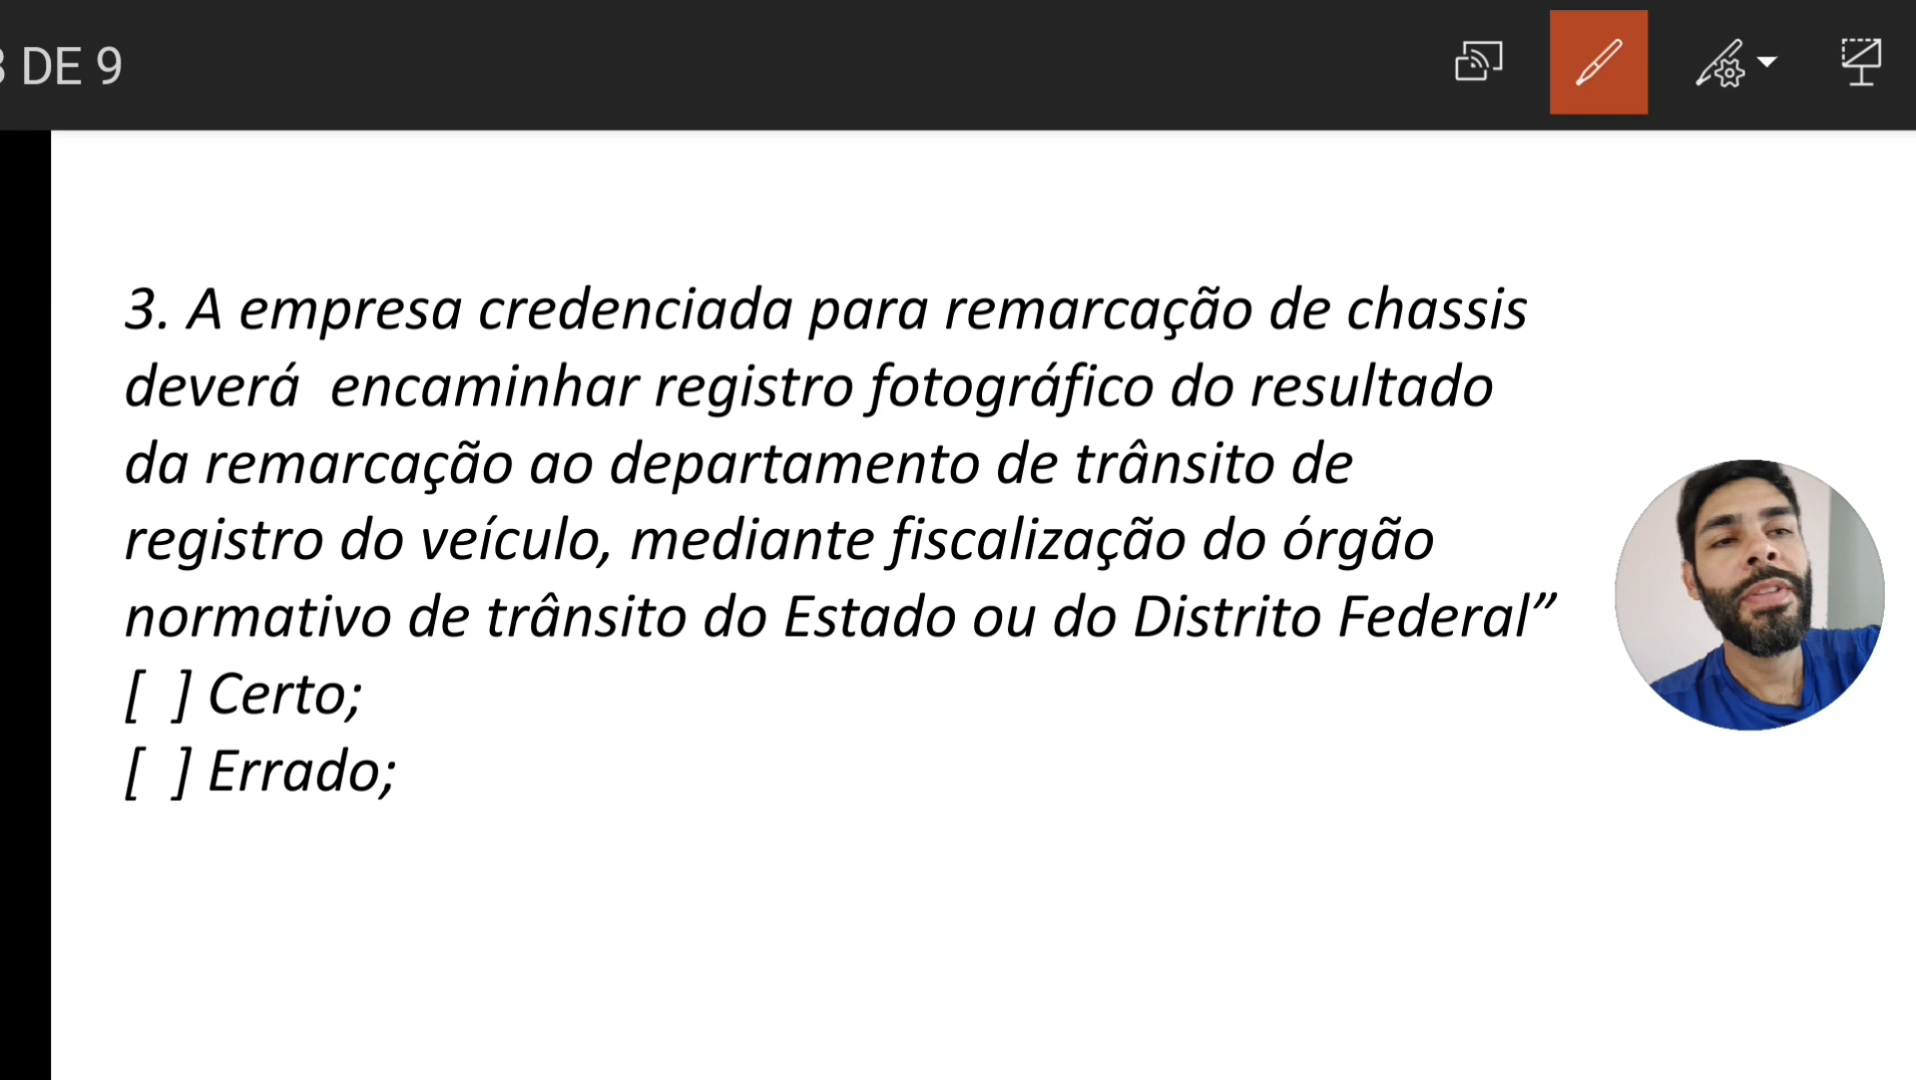 DE 9
3. A empresa credenciada para remarcação de chassis
deverá encaminhar registro fotográfico do resultado
da remarcação ao departamento de trânsito de
registro do veículo, mediante fiscalização do órgão
normativo de trânsito do Estado ou do Distrito Federal”
[ ] Certo;
[ ] Errado;